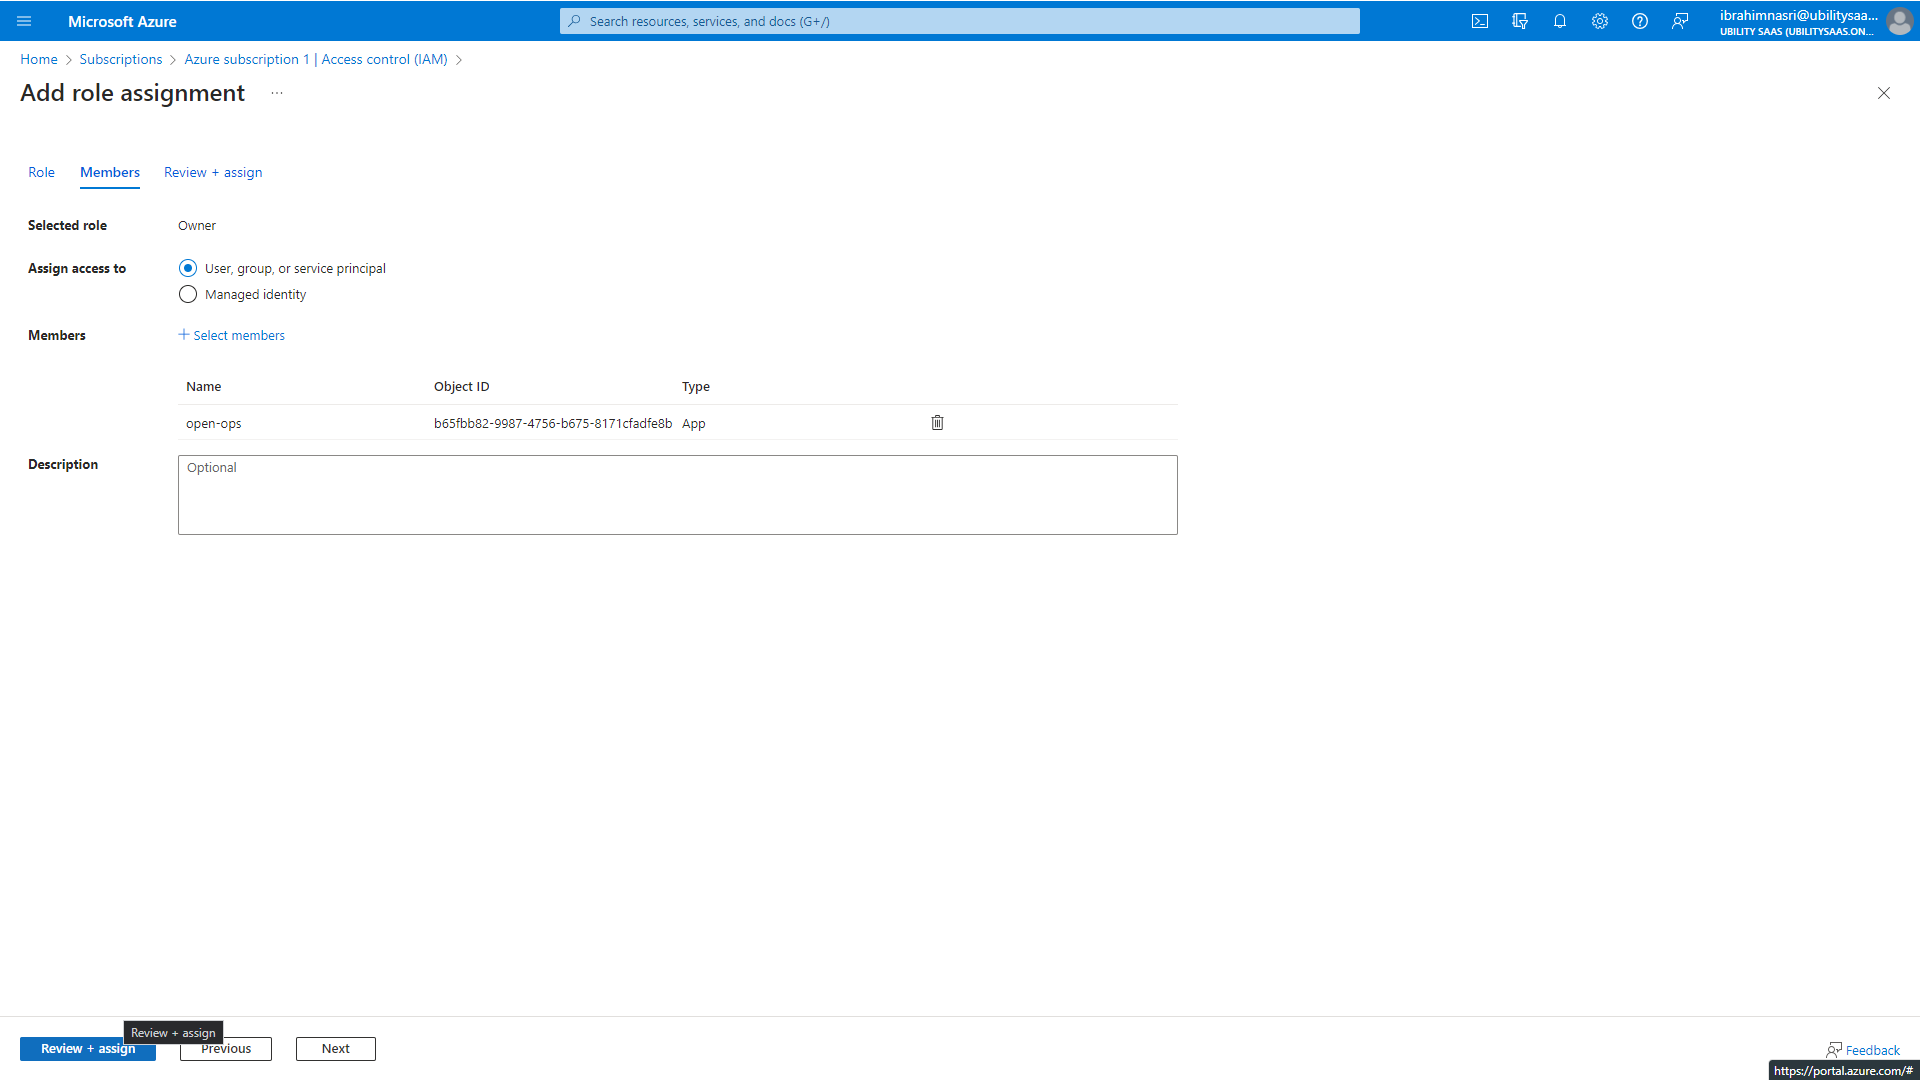 Microsoft Azure
Search resources, services, and docs (G+/)
ibrahimnasri@ubilitysaa...
UBILITY SAAS (UBILITYSAAS.ON...
Home > Subscriptions > Azure subscription 1 | Access control (IAM) >
Add role assignment ...
Role Members Review + assign
Selected role Owner
Assign access to User, group, or service principal
Managed identity
Members + Select members
Name Object ID Type
open-ops b65fbb82-9987-4756-b675-8171cfadfe8b App
Description Optional
Review + assign
Review + assign Previous Next
Feedback
https://portal.azure.com/#